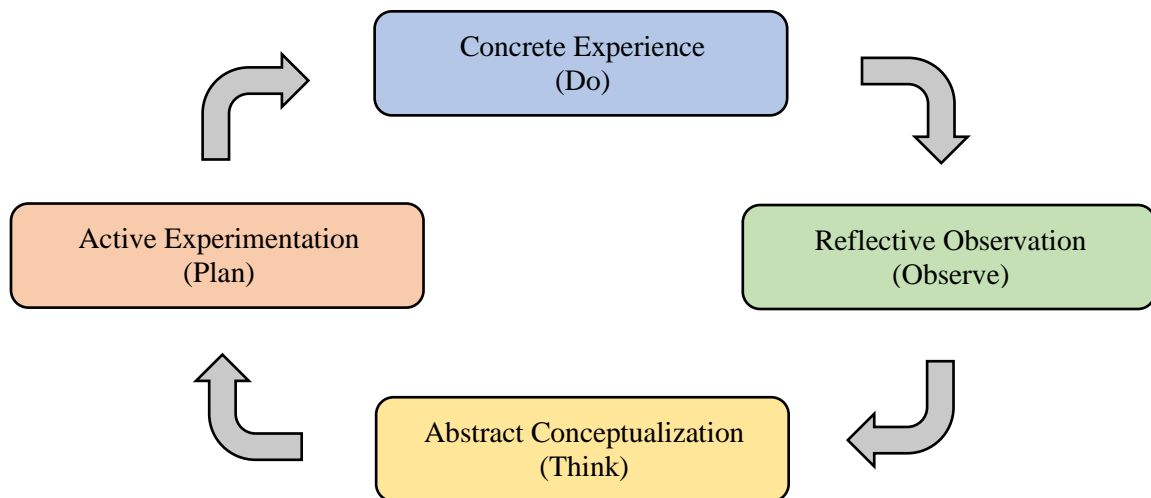 Concrete Experience
(Do)
Active Experimentation
(Plan)
Reflective Observation
(Observe)
Abstract Conceptualization
(Think)